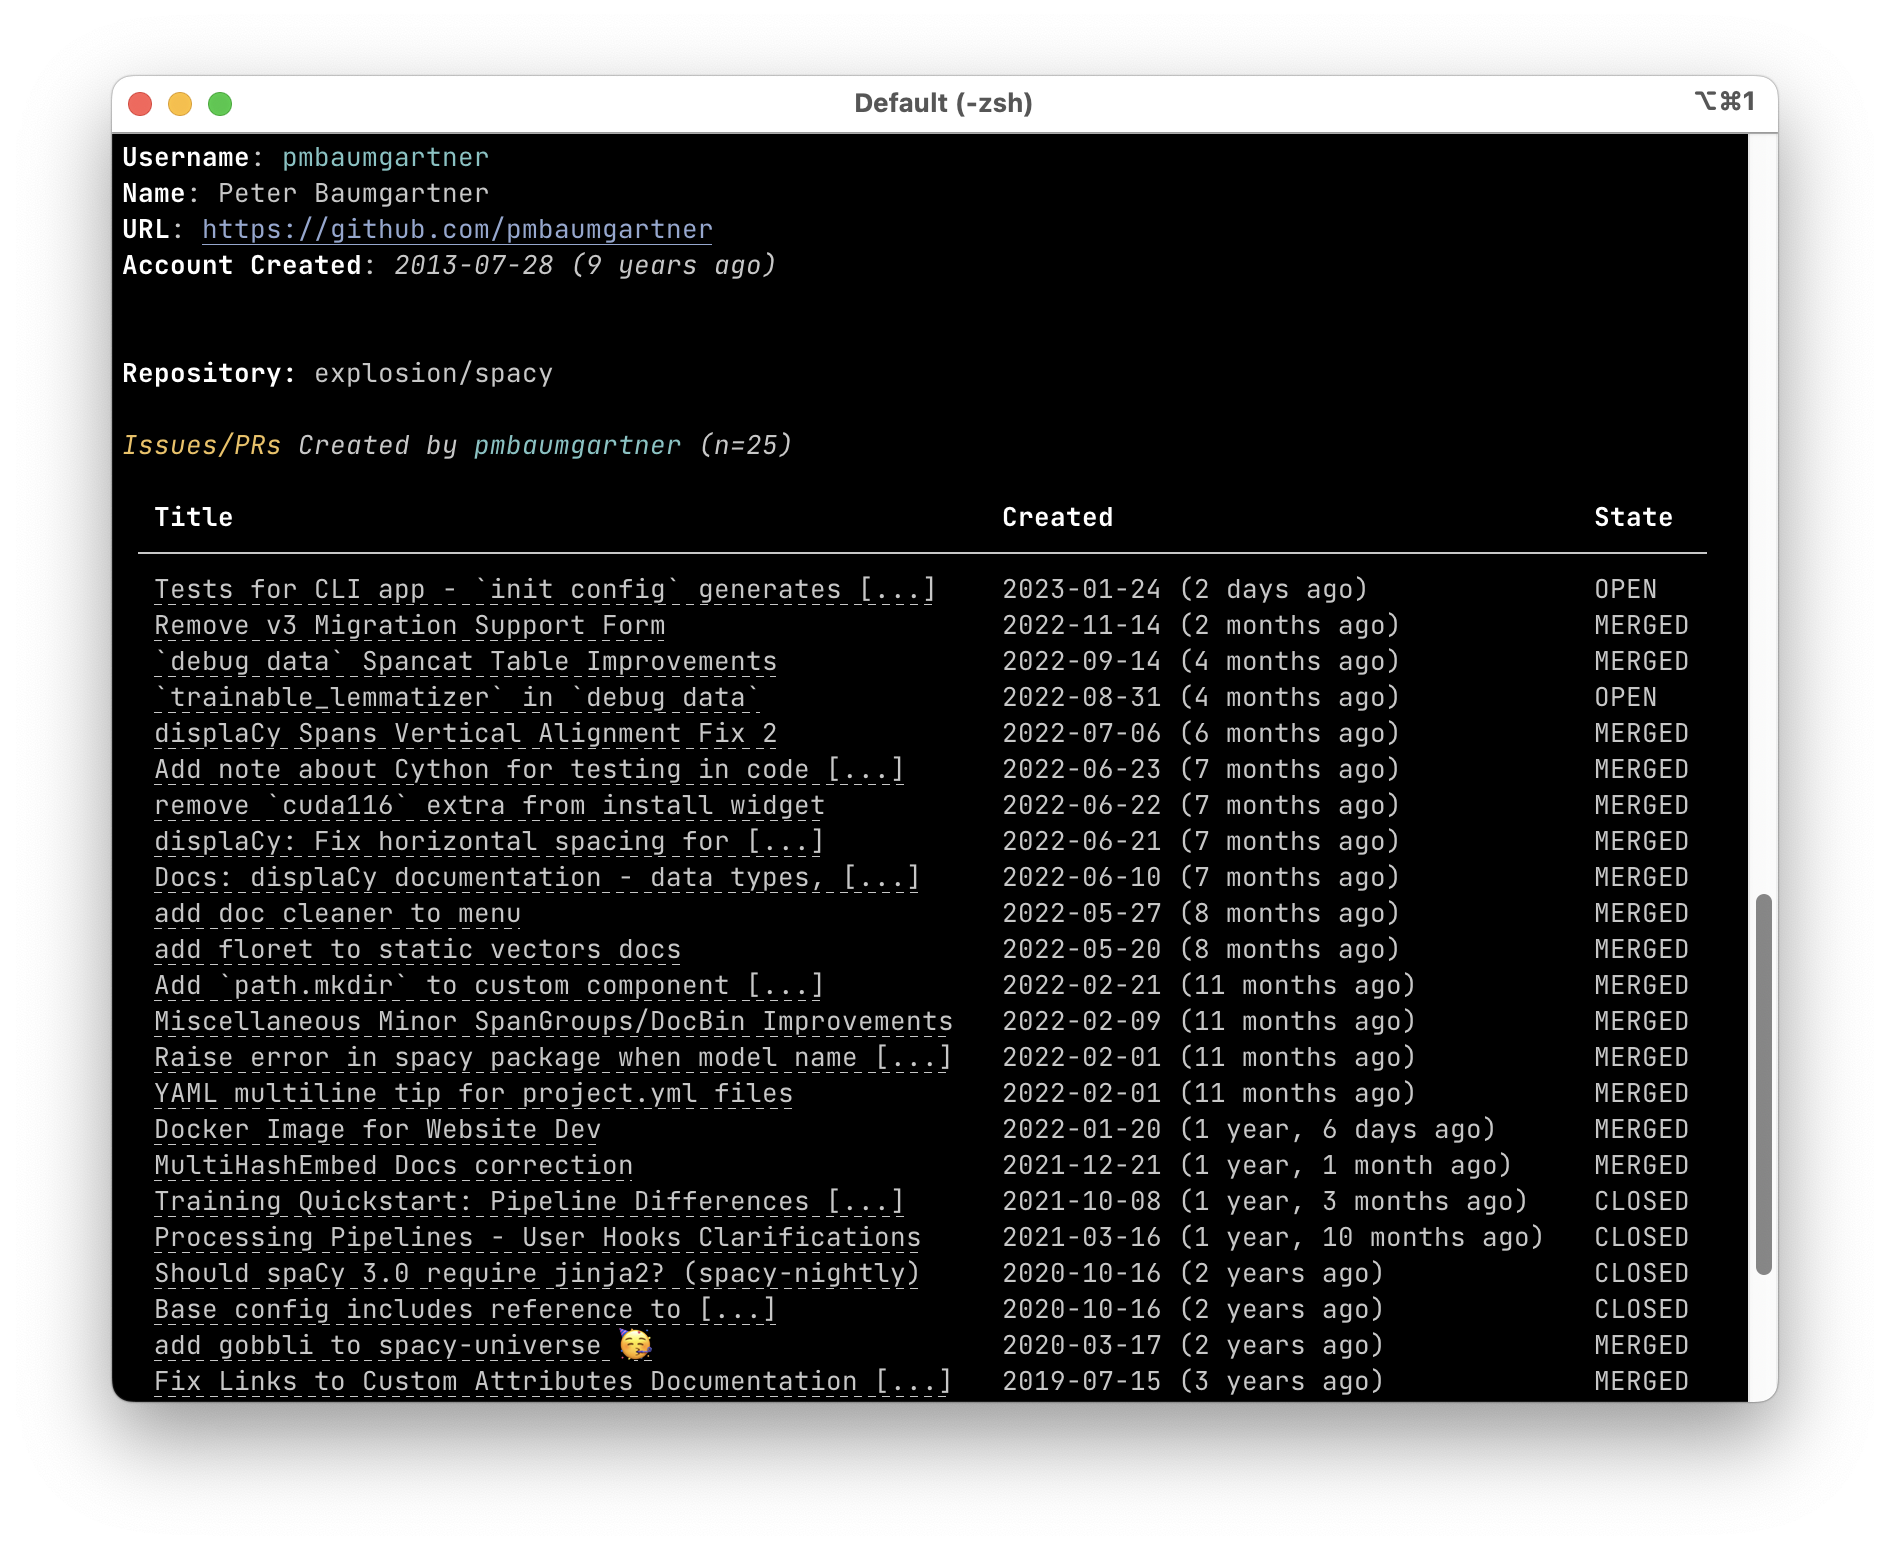 Default (-zsh)
⌥⌘1
Username: pmbaumgartner
Name: Peter Baumgartner
URL: https://github.com/pmbaumgartner
Account Created: 2013-07-28 (9 years ago)
Repository: explosion/spacy
Issues/PRs Created by pmbaumgartner (n=25)
Title Created State
Tests for CLI app - `init config` generates [...] 2023-01-24 (2 days ago) OPEN
Remove v3 Migration Support Form 2022-11-14 (2 months ago) MERGED
`debug data` Spancat Table Improvements 2022-09-14 (4 months ago) MERGED
`trainable_lemmatizer` in `debug data` 2022-08-31 (4 months ago) OPEN
displaCy Spans Vertical Alignment Fix 2 2022-07-06 (6 months ago) MERGED
Add note about Cython for testing in code [...] 2022-06-23 (7 months ago) MERGED
remove `cuda116` extra from install widget 2022-06-22 (7 months ago) MERGED
displaCy: Fix horizontal spacing for [...] 2022-06-21 (7 months ago) MERGED
Docs: displaCy documentation - data types, [...] 2022-06-10 (7 months ago) MERGED
add doc cleaner to menu 2022-05-27 (8 months ago) MERGED
add floret to static vectors docs 2022-05-20 (8 months ago) MERGED
Add `path.mkdir` to custom component [...] 2022-02-21 (11 months ago) MERGED
Miscellaneous Minor SpanGroups/DocBin Improvements 2022-02-09 (11 months ago) MERGED
Raise error in spacy package when model name [...] 2022-02-01 (11 months ago) MERGED
YAML multiline tip for project.yml files 2022-02-01 (11 months ago) MERGED
Docker Image for Website Dev 2022-01-20 (1 year, 6 days ago) MERGED
MultiHashEmbed Docs correction 2021-12-21 (1 year, 1 month ago) MERGED
Training Quickstart: Pipeline Differences [...] 2021-10-08 (1 year, 3 months ago) CLOSED
Processing Pipelines - User Hooks Clarifications 2021-03-16 (1 year, 10 months ago) CLOSED
Should spaCy 3.0 require jinja2? (spacy-nightly) 2020-10-16 (2 years ago) CLOSED
Base config includes reference to [...] 2020-10-16 (2 years ago) CLOSED
add gobbli to spacy-universe 🥳 2020-03-17 (2 years ago) MERGED
Fix Links to Custom Attributes Documentation [...] 2019-07-15 (3 years ago) MERGED